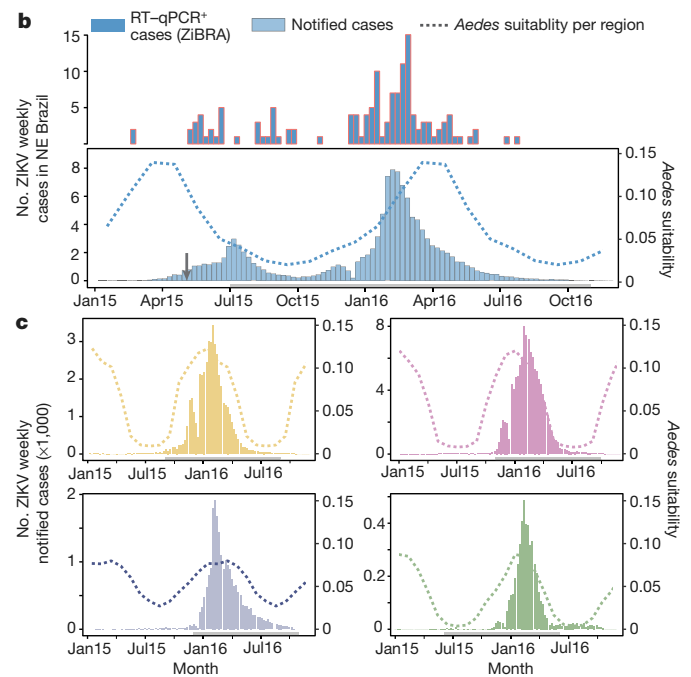 b
RT–qPCR+ cases (ZiBRA)
Notified cases
Aedes suitablity per region
No. ZIKV weekly
cases in NE Brazil
15
10
5
8
6
4
2
0
0.15
0.10
0.05
0
Aedes suitability
Jan15 Apr15 Jul15 Oct15 Jan16 Apr16 Jul16 Oct16
c
No. ZIKV weekly
notified cases (×1,000)
3
2
1
0
0.15
0.10
0.05
0
Jan15 Jul15 Jan16 Jul16
8
4
0
0.15
0.10
0.05
0
Jan15 Jul15 Jan16 Jul16
Aedes suitability
2
1
0
0.15
0.10
0.05
0
Jan15 Jul15 Jan16 Jul16
Month
0.4
0.2
0
0.15
0.10
0.05
0
Jan15 Jul15 Jan16 Jul16
Month